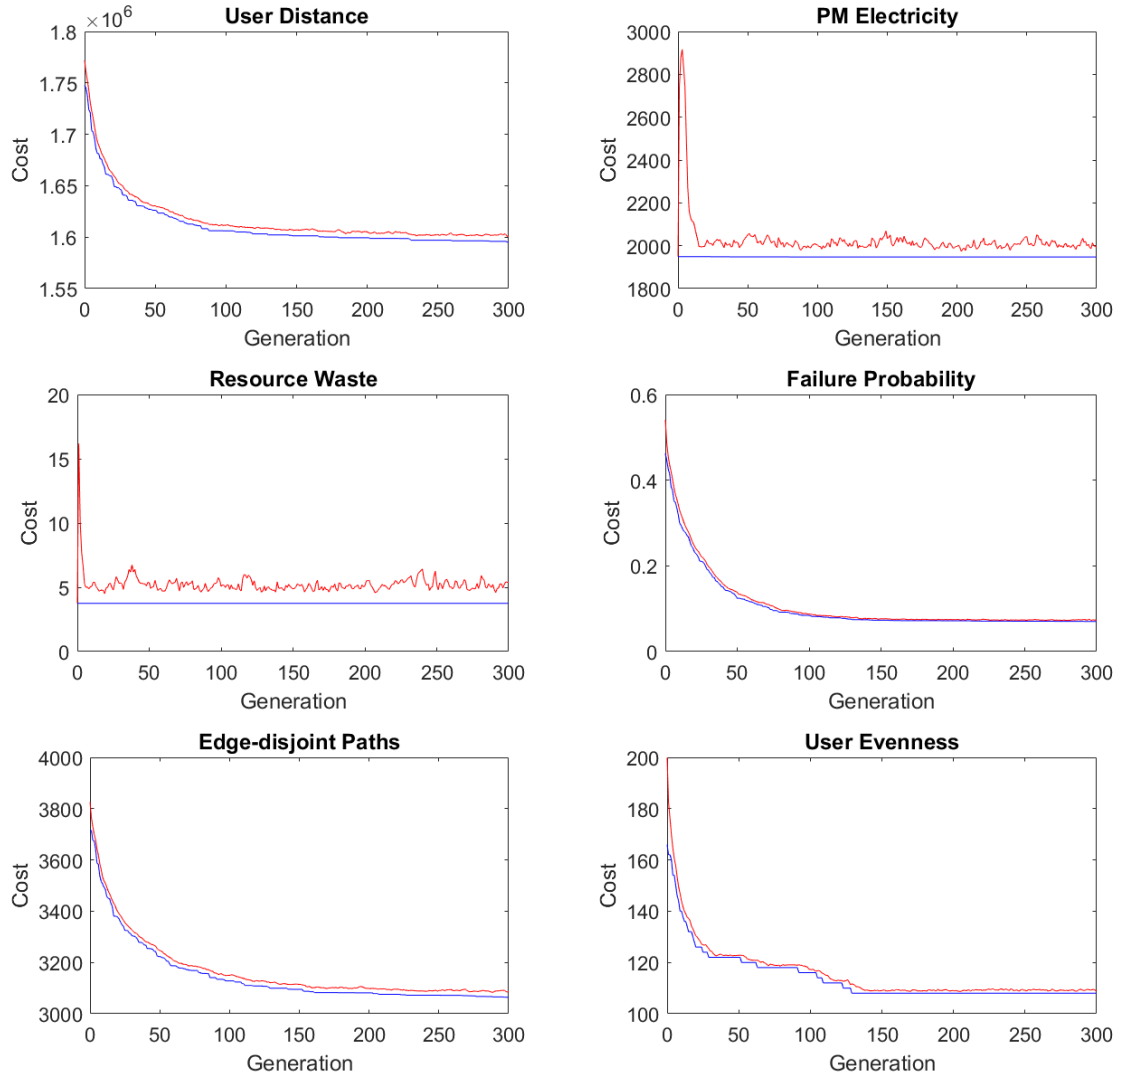 User Distance
×10^6
1.8
1.75
1.7
1.65
1.6
1.55
Cost
0 50 100 150 200 250 300
Generation
PM Electricity
3000
2800
2600
2400
2200
2000
1800
Cost
0 50 100 150 200 250 300
Generation
Resource Waste
20
15
10
5
0
Cost
0 50 100 150 200 250 300
Generation
Failure Probability
0.6
0.4
0.2
0
Cost
0 50 100 150 200 250 300
Generation
Edge-disjoint Paths
4000
3800
3600
3400
3200
3000
Cost
0 50 100 150 200 250 300
Generation
User Evenness
200
180
160
140
120
100
Cost
0 50 100 150 200 250 300
Generation